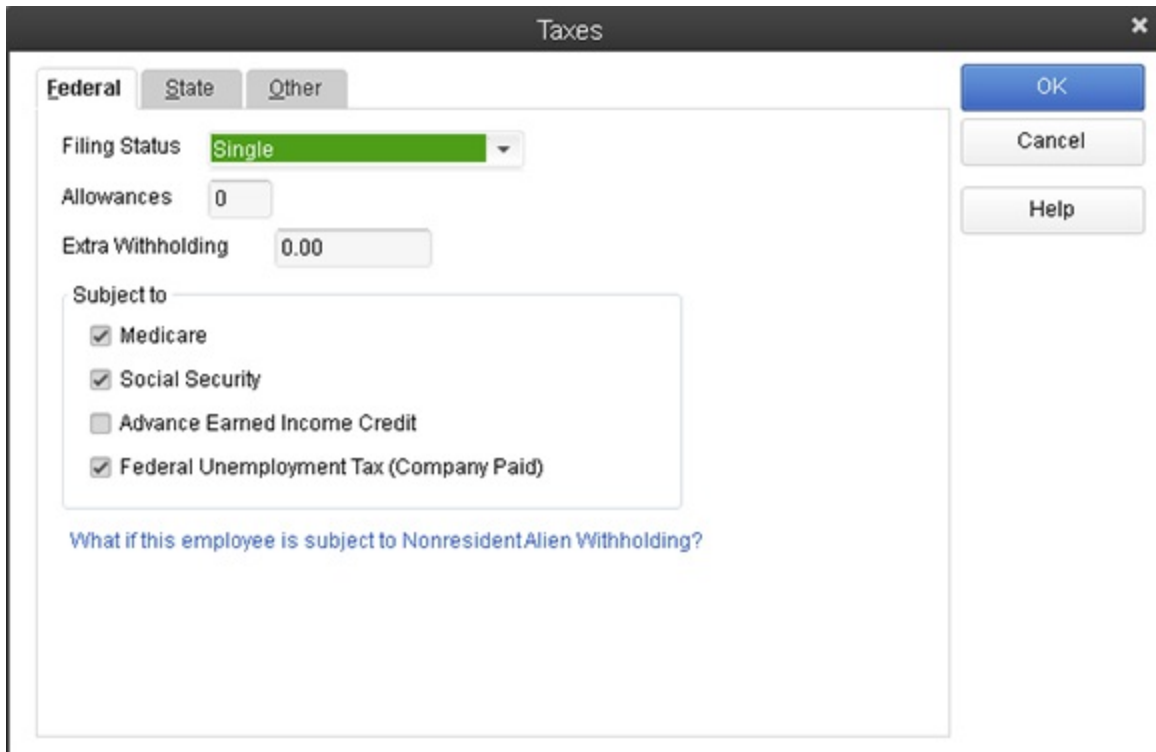 Taxes
Federal State Other
OK
Filing Status Single
Cancel
Allowances 0
Help
Extra Withholding 0.00
Subject to
Medicare
Social Security
Advance Earned Income Credit
Federal Unemployment Tax (Company Paid)
What if this employee is subject to Nonresident Alien Withholding?